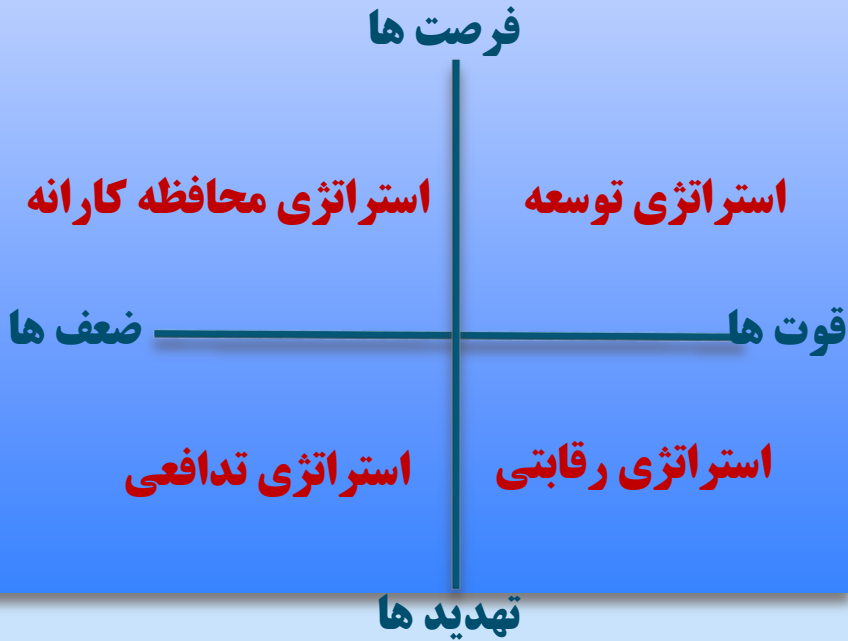 فرصت ها
استراتژی توسعه
استراتژی محافظه کارانه
قوت ها
ضعف ها
استراتژی رقابتی
استراتژی تدافعی
تهدید ها